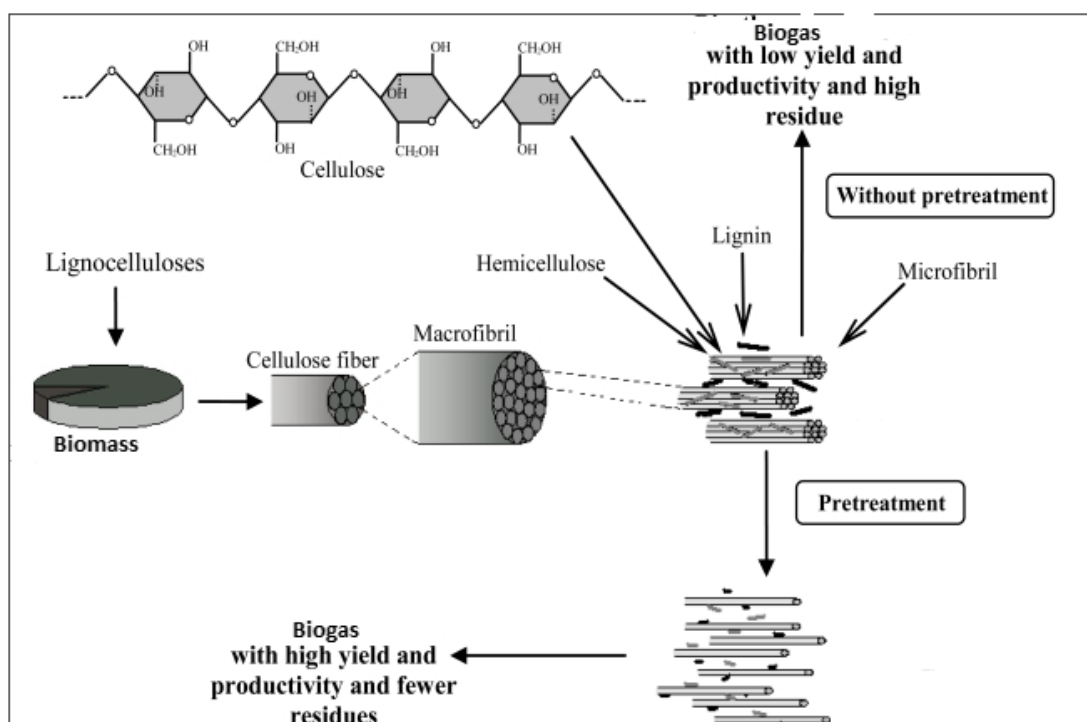 OH
CH₂OH
OH
CH₂OH
O
O
O
O
OH
OH
OH
OH
O
O
O
O
O
CH₂OH
OH
CH₂OH
OH
Cellulose
Biogas
with low yield and
productivity and high
residue
Without pretreatment
Lignin
Hemicellulose
Microfibril
Lignocelluloses
Macrofibril
Cellulose fiber
Biomass
Pretreatment
Biogas
with high yield and
productivity and fewer
residues